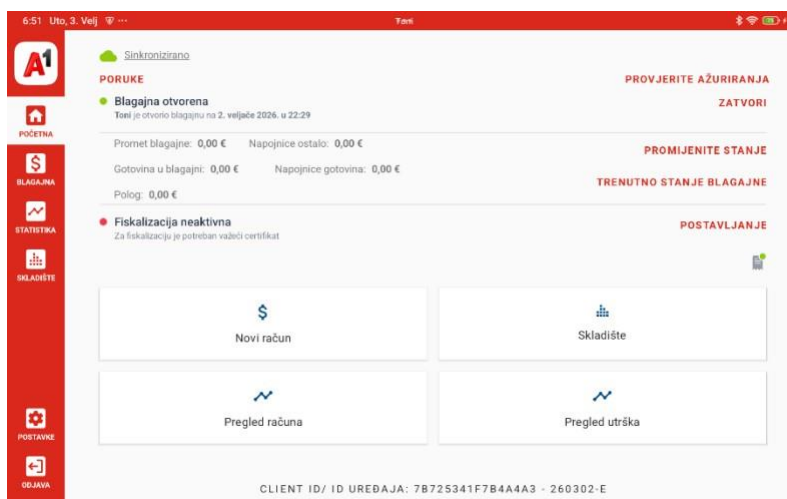 6:51 Uto, 3. Velj ··· Toni
A1
Sinkronizirano
PORUKE PROVJERITE AŽURIRANJA
Blagajna otvorena ZATVORI
Toni je otvorio blagajnu na 2. veljače 2026. u 22:29
POČETNA
Promet blagajne: 0,00 € Napojnice ostalo: 0,00 €
PROMIJENITE STANJE
Gotovina u blagajni: 0,00 € Napojnice gotovina: 0,00 €
BLAGAJNA TRENUTNO STANJE BLAGAJNE
Polog: 0,00 €
Fiskalizacija neaktivna POSTAVLJANJE
STATISTIKA
Za fiskalizaciju je potreban važeći certifikat
SKLADIŠTE
Novi račun Skladište
Pregled računa Pregled utrška
POSTAVKE
ODJAVA
CLIENT ID/ ID UREĐAJA: 7B725341F7B4A4A3 - 260302-E